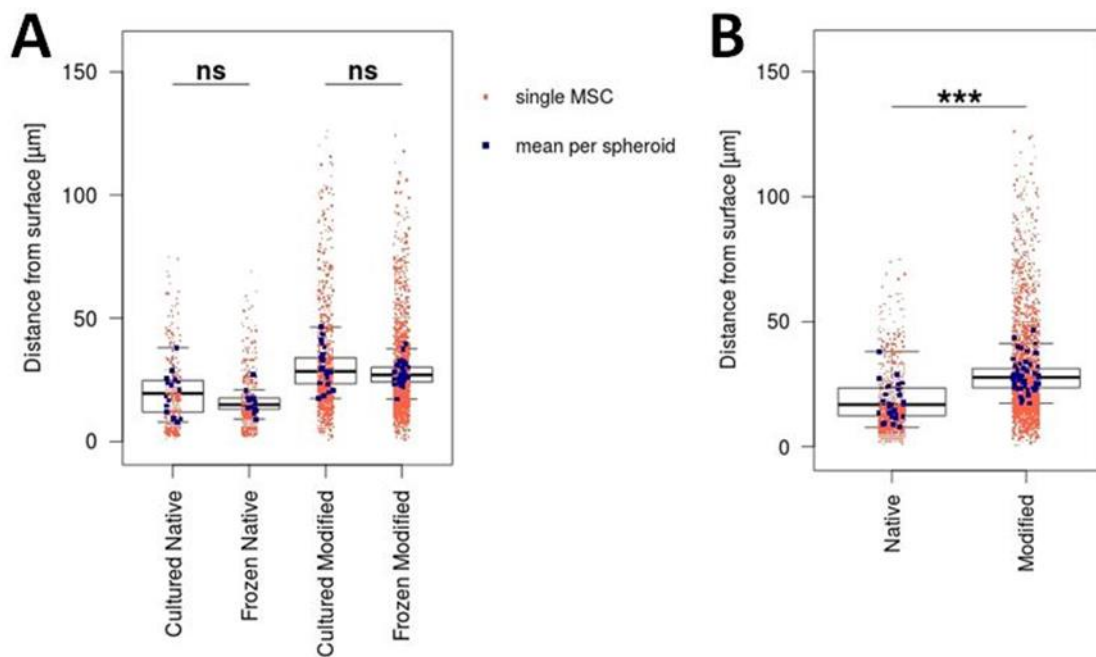 A
B
150
100
50
0
Distance from surface [µm]
ns
ns
single MSC
mean per spheroid
Cultured Native
Frozen Native
Cultured Modified
Frozen Modified
150
100
50
0
Distance from surface [µm]
***
Native
Modified